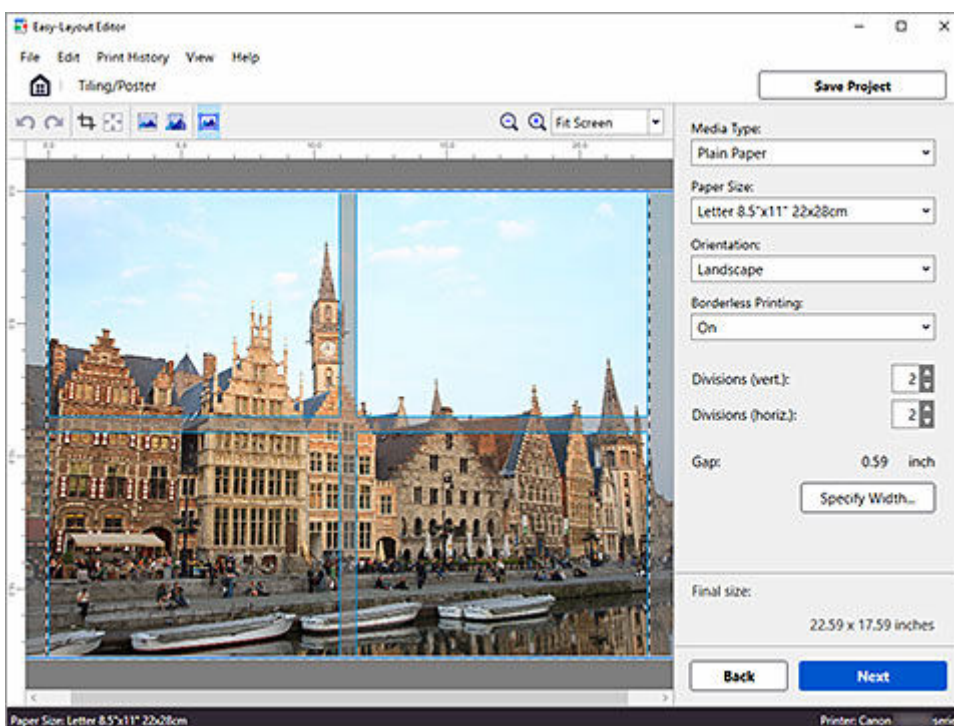 Easy-Layout Editor
File Edit Print History View Help
Tiling/Poster
Save Project
Fit Screen
Media Type:
Plain Paper
Paper Size:
Letter 8.5"x11" 22x28cm
Orientation:
Landscape
Borderless Printing:
On
Divisions (vert.):
2
Divisions (horiz.):
2
Gap: 0.59 inch
Specify Width...
Final size:
22.59 x 17.59 inches
Back Next
Paper Size: Letter 8.5"x11" 22x28cm Printer: Canon serie